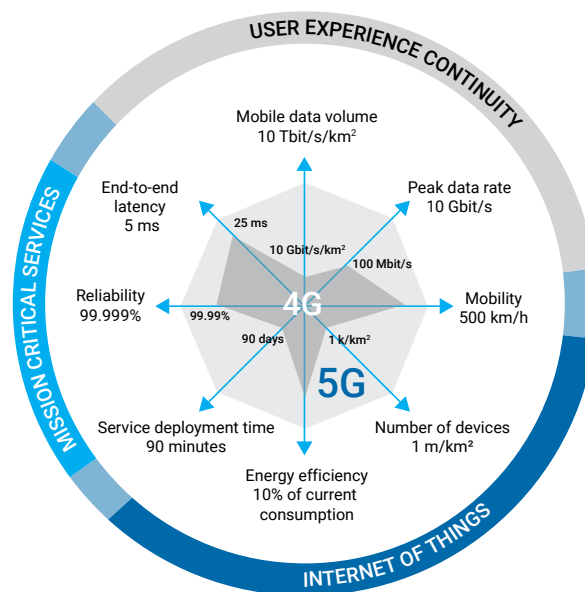 USER EXPERIENCE CONTINUITY
Mobile data volume
10 Tbit/s/km²
End-to-end
latency
5 ms
Peak data rate
10 Gbit/s
25 ms
10 Gbit/s/km²
100 Mbit/s
MISSION CRITICAL SERVICES
Reliability
99.999%
99.99%
4G
Mobility
500 km/h
90 days
1 k/km²
5G
Service deployment time
90 minutes
Number of devices
1 m/km²
Energy efficiency
10% of current
consumption
INTERNET OF THINGS